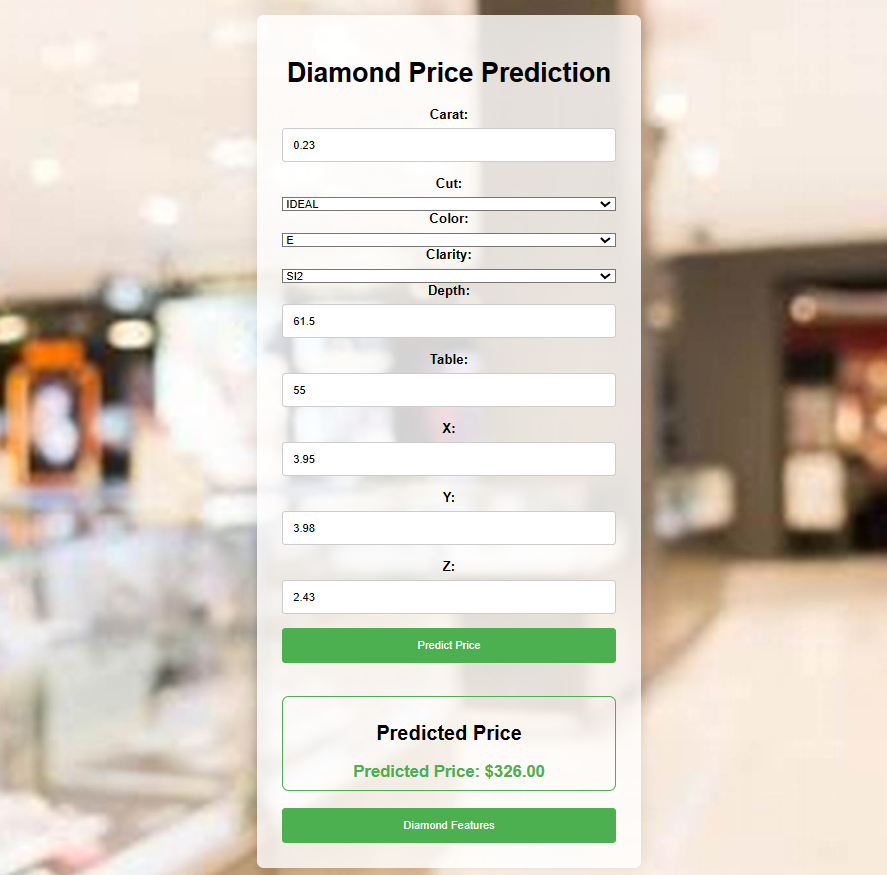 Diamond Price Prediction
Carat:
0.23
Cut:
IDEAL
Color:
E
Clarity:
SI2
Depth:
61.5
Table:
55
X:
3.95
Y:
3.98
Z:
2.43
Predict Price
Predicted Price
Predicted Price: $326.00
Diamond Features